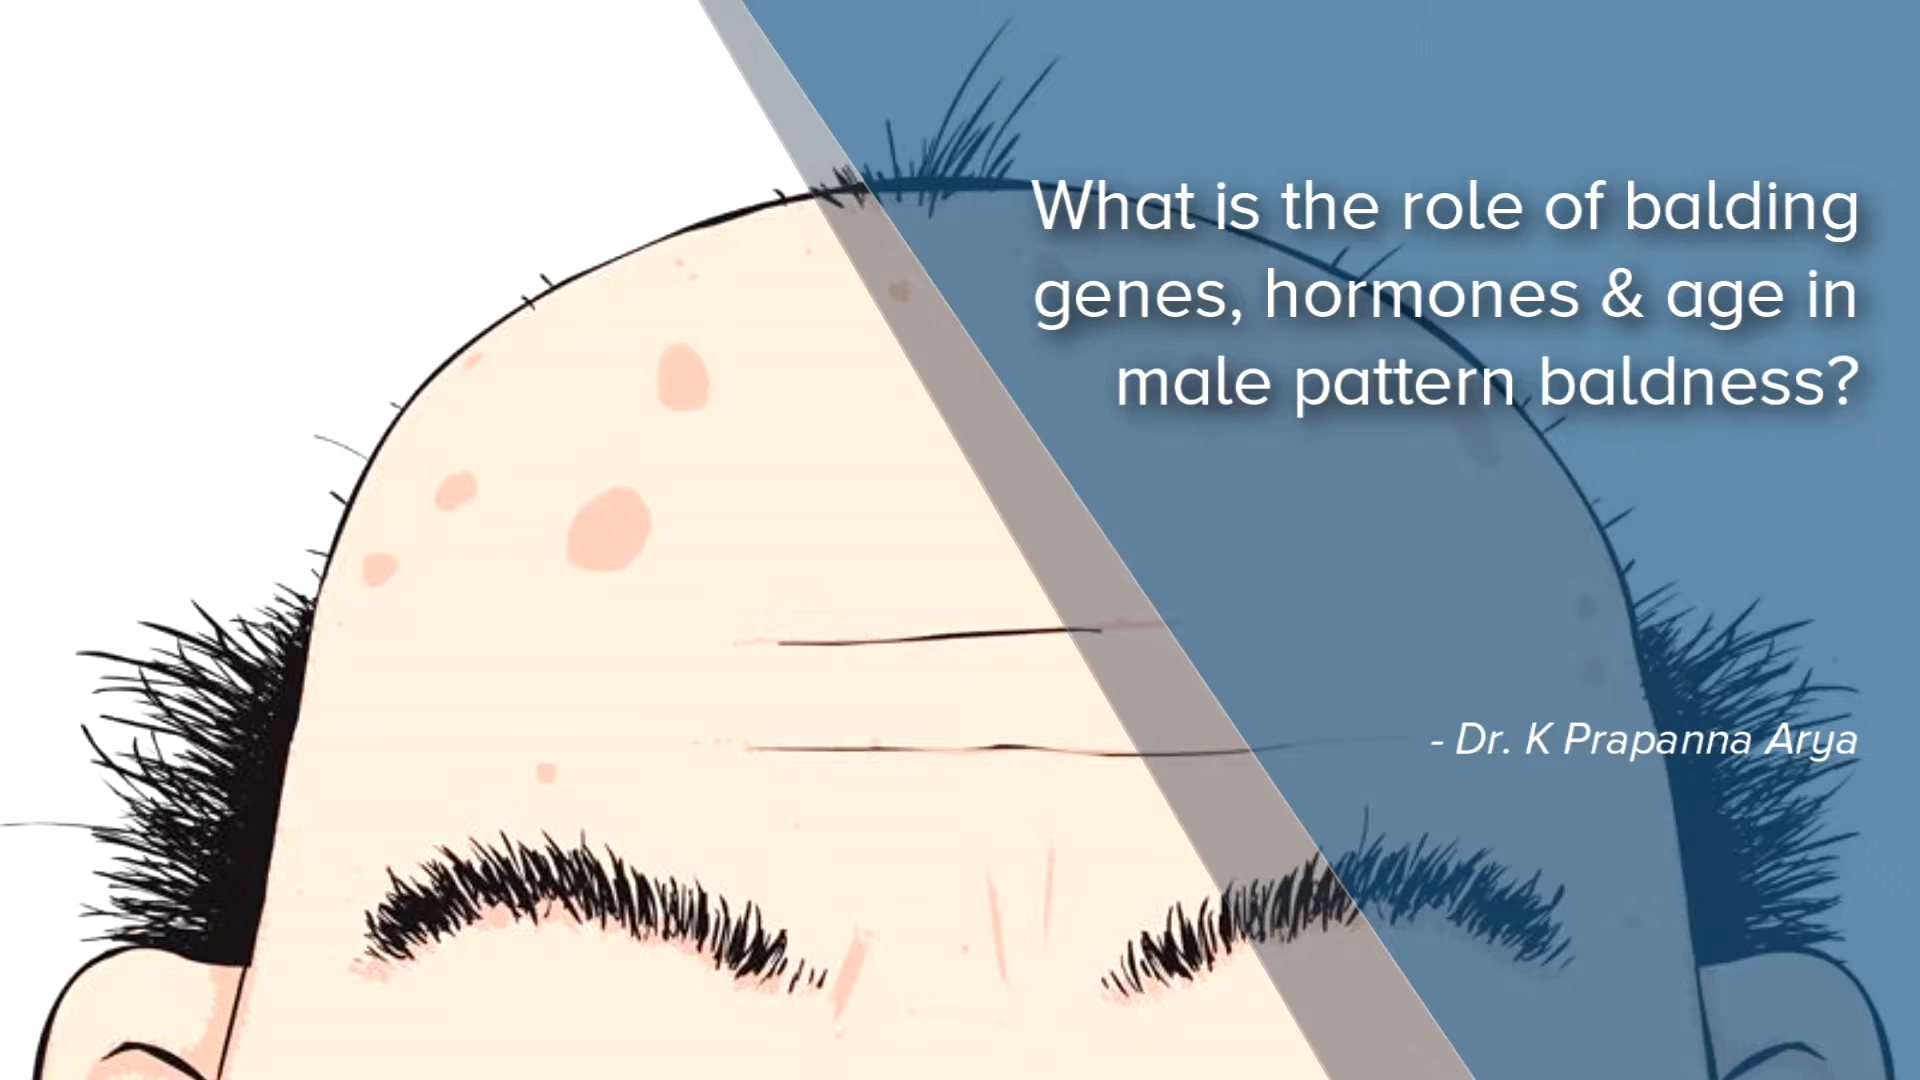 What is the role of balding
genes, hormones & age in
male pattern baldness?
- Dr. K Prapanna Arya